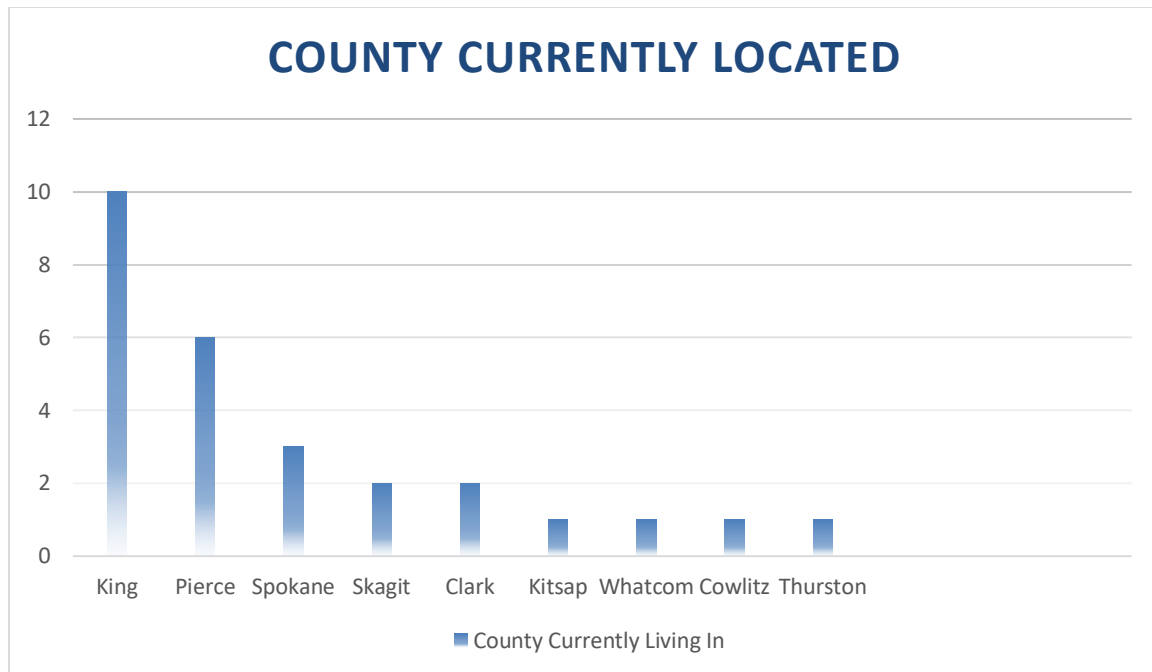 COUNTY CURRENTLY LOCATED
12
10
8
6
4
2
0
King Pierce Spokane Skagit Clark Kitsap Whatcom Cowlitz Thurston
County Currently Living In